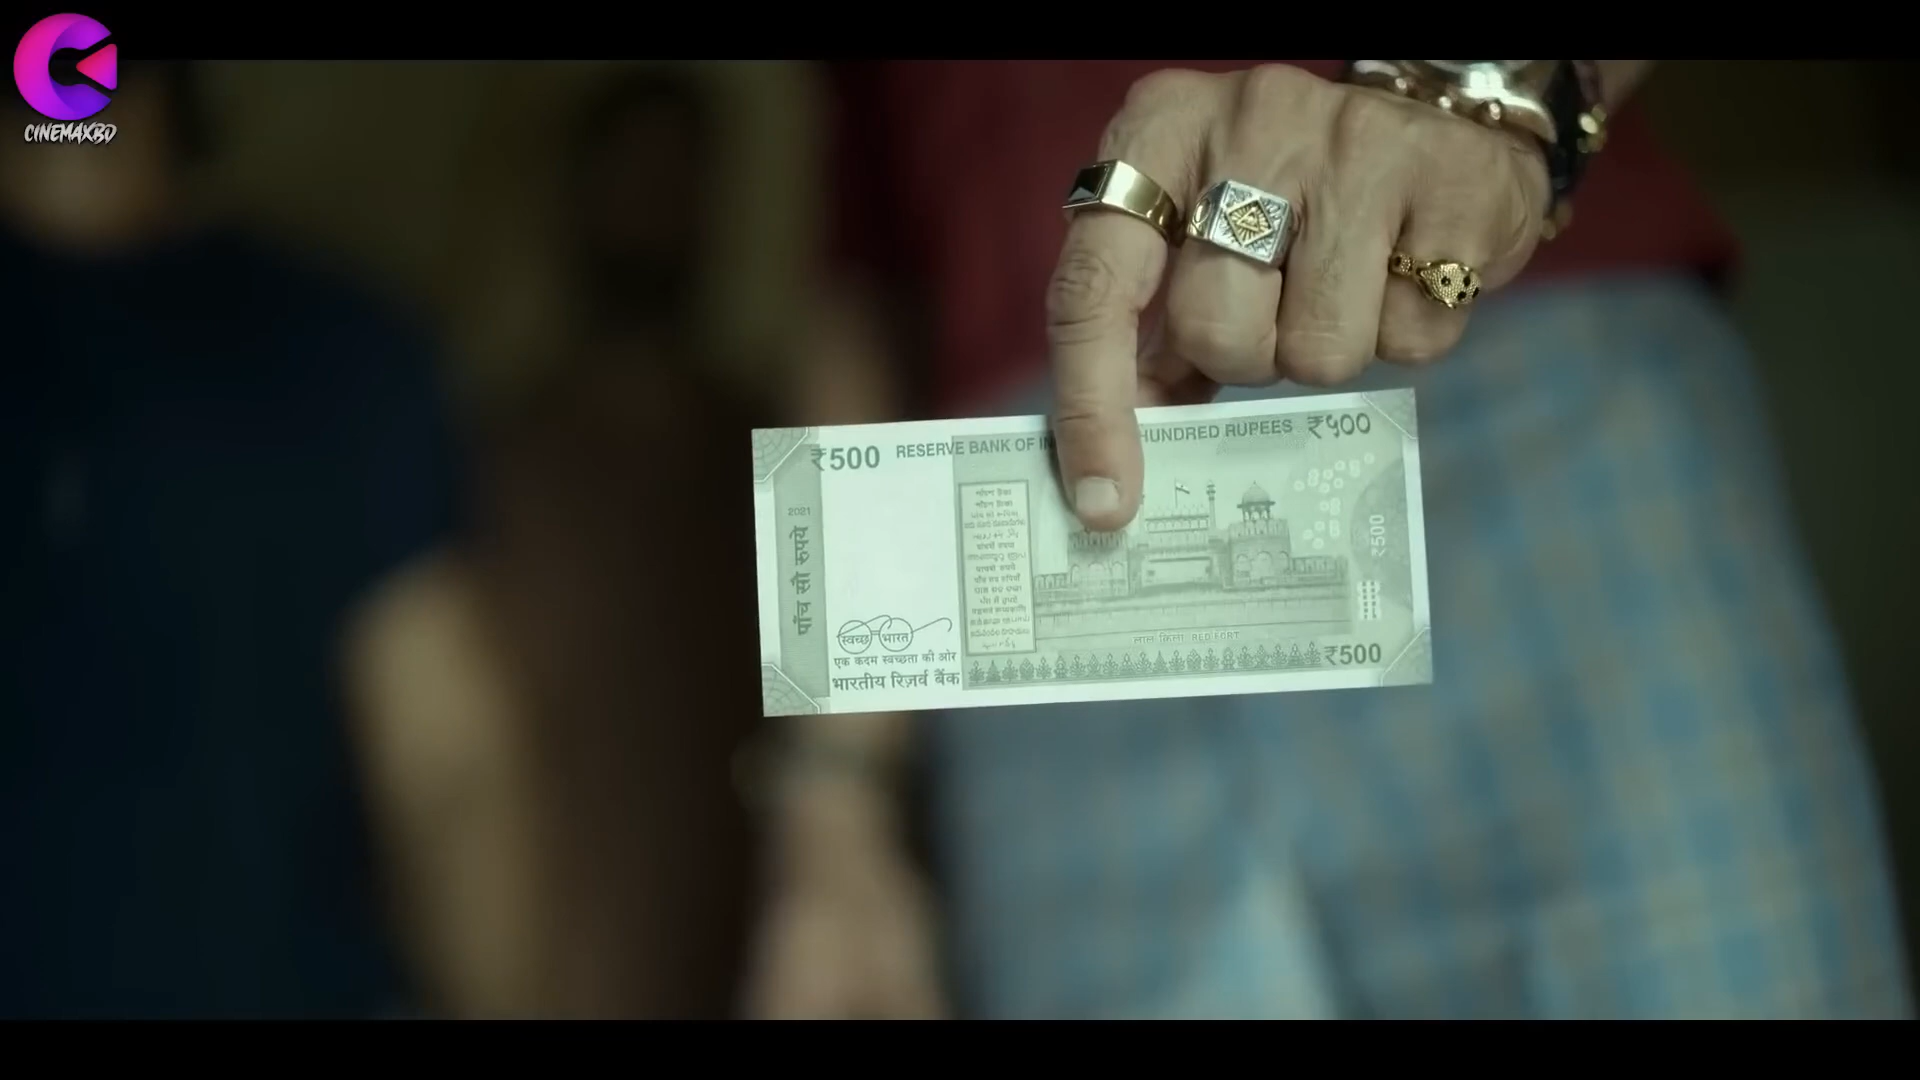 CINEMAXBD
₹500 RESERVE BANK OF IN HUNDRED RUPEES ₹५००
2021
पाँच सौ रुपये
₹500
स्वच्छ भारत
एक कदम स्वच्छता की ओर
भारतीय रिज़र्व बैंक
लाल किला RED FORT
₹500